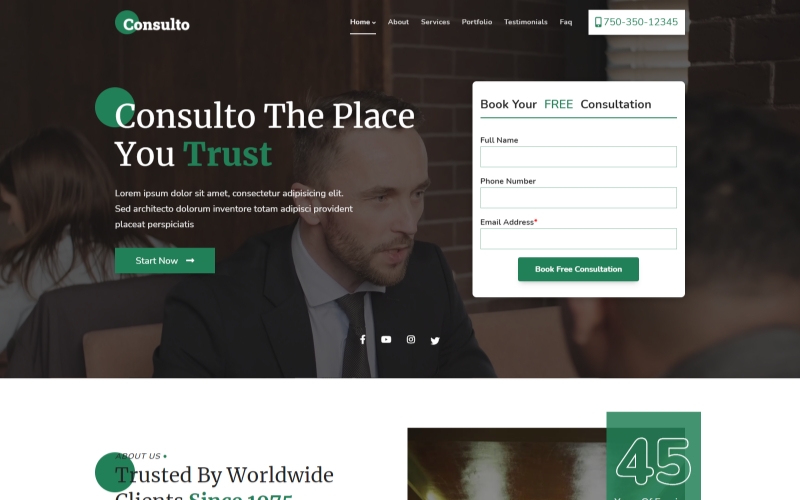 Consulto
Home
About
Services
Portfolio
Testimonials
Faq
750-350-12345
Consulto The Place
You Trust
Lorem ipsum dolor sit amet, consectetur adipisicing elit.
Sed architecto dolorum inventore totam adipisci provident
placeat perspiciatis
Start Now
Book Your FREE Consultation
Full Name
Phone Number
Email Address*
Book Free Consultation
ABOUT US
Trusted By Worldwide
Clients Since 1975
45